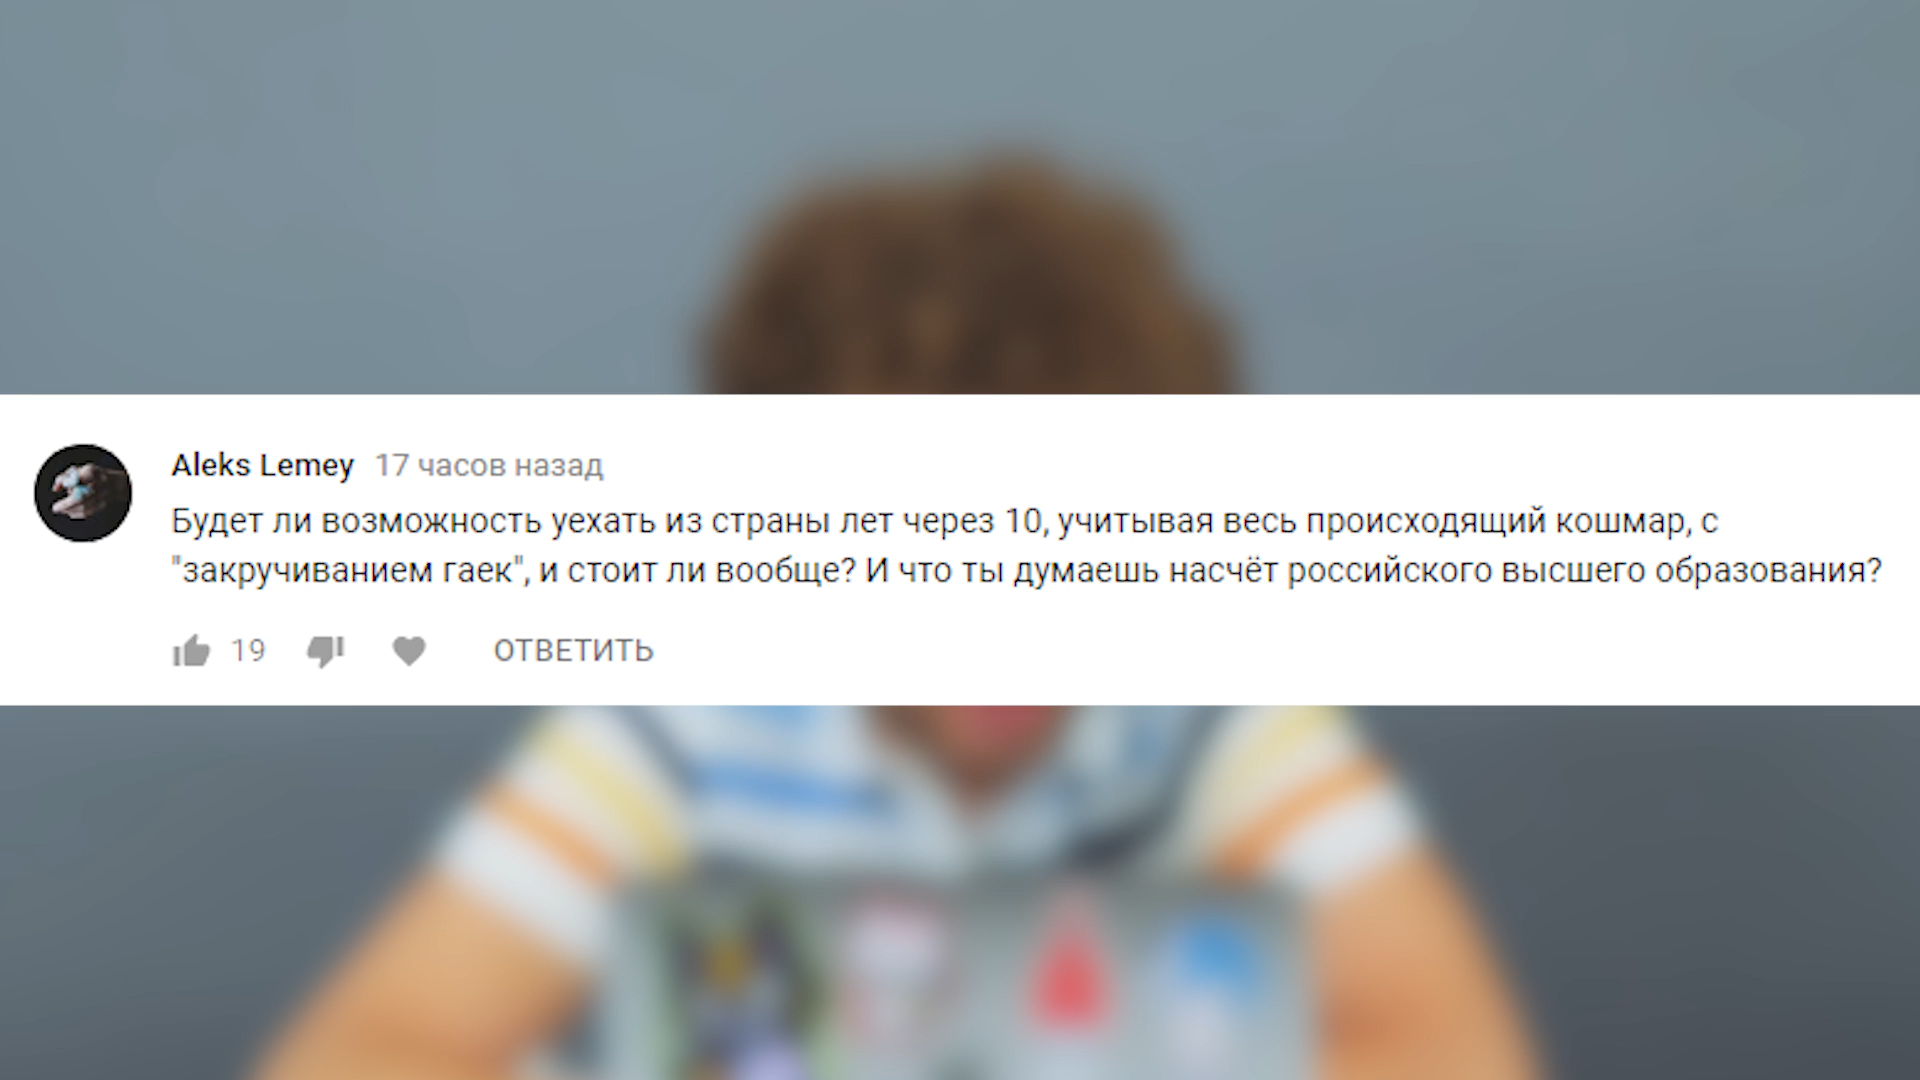 Aleks Lemey 17 часов назад
Будет ли возможность уехать из страны лет через 10, учитывая весь происходящий кошмар, с
"закручиванием гаек", и стоит ли вообще? И что ты думаешь насчёт российского высшего образования?
19 ОТВЕТИТЬ